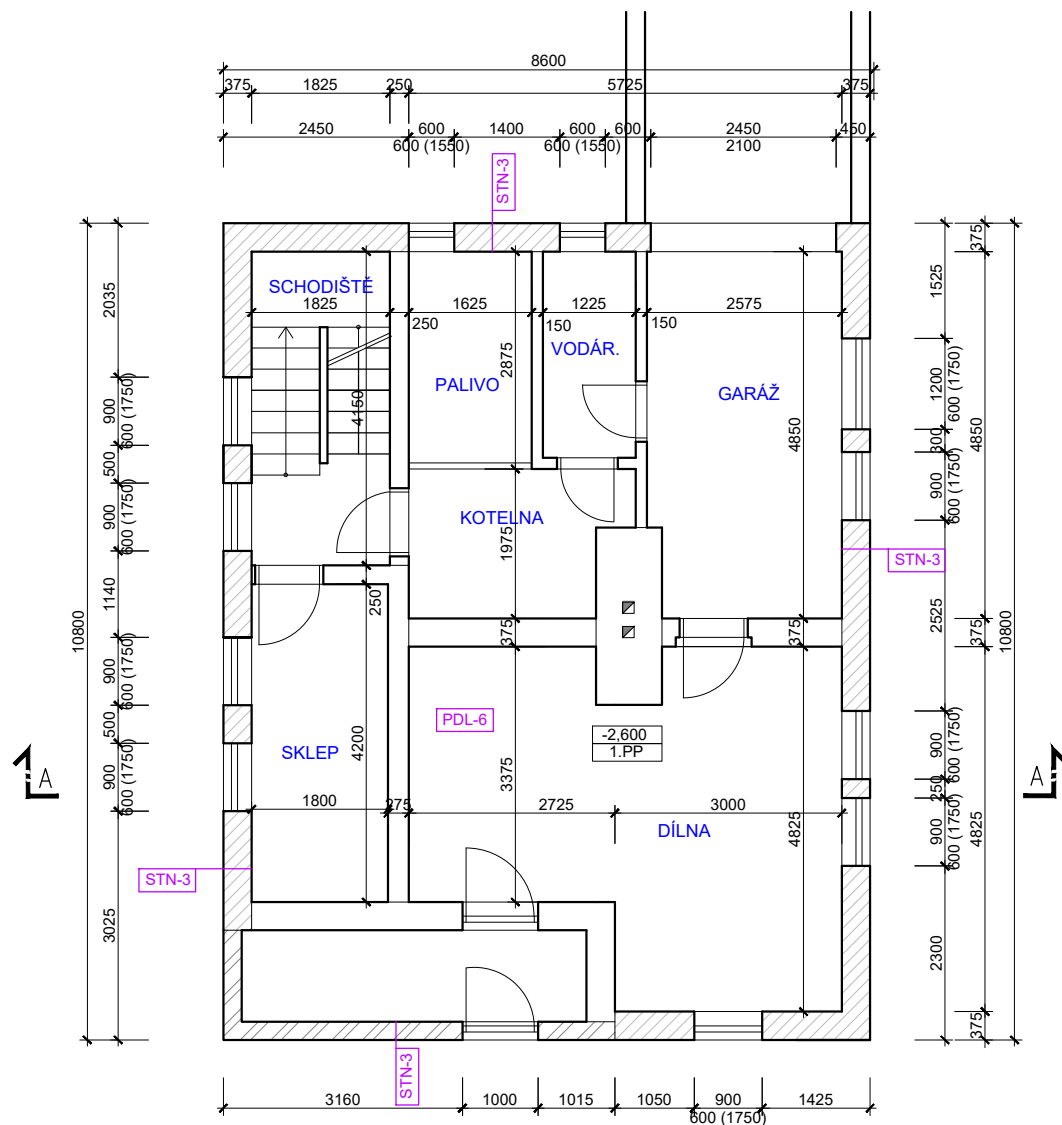 8600
375 1825 250 5725 375
2450 600 1400 600 600 2450 450
600 (1550) 600 (1550) 2100
STN-3
375
10800
2035
900
600 (1750)
500
900
600 (1750)
1140
900
600 (1750)
500
900
600 (1750)
3025
SCHODIŠTĚ
1825 1625 1225 2575
250 150 150
VODÁR.
PALIVO
GARÁŽ
2875
4150
4850
KOTELNA
1975
250
375
375
1525
1200
600 (1750)
300
900
600 (1750)
4850
STN-3
2525
375
10800
PDL-6
-2,600
1.PP
SKLEP
4200
3375
A
A
1800 275 2725 3000
DÍLNA
4825
900
600 (1750)
250
900
600 (1750)
4825
STN-3
2300
375
STN-3
3160 1000 1015 1050 900 1425
600 (1750)